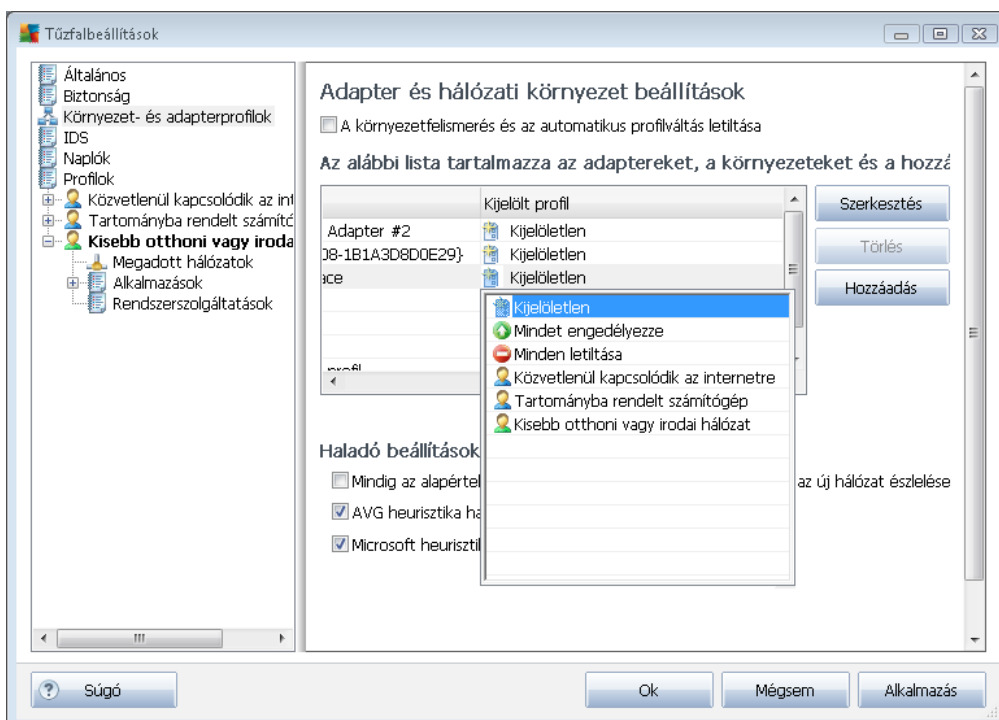 Tűzfalbeállítások
Általános
Biztonság
Környezet- és adapterprofilok
IDS
Naplók
Profilok
Közvetlenül kapcsolódik az int
Tartományba rendelt számító
Kisebb otthoni vagy iroda
Megadott hálózatok
Alkalmazások
Rendszerszolgáltatások
Adapter és hálózati környezet beállítások
A környezetfelismerés és az automatikus profilváltás letiltása
Az alábbi lista tartalmazza az adaptereket, a környezeteket és a hozzá
Kijelölt profil
Adapter #2 Kijelöletlen
08-1B1A3D8D0E29} Kijelöletlen
ace Kijelöletlen
profil
Szerkesztés
Törlés
Hozzáadás
Kijelöletlen
Mindet engedélyezze
Minden letiltása
Közvetlenül kapcsolódik az internetre
Tartományba rendelt számítógép
Kisebb otthoni vagy irodai hálózat
Haladó beállítások
Mindig az alapértel az új hálózat észlelése
AVG heurisztika ha
Microsoft heuriszti
Súgó
Ok
Mégsem
Alkalmazás